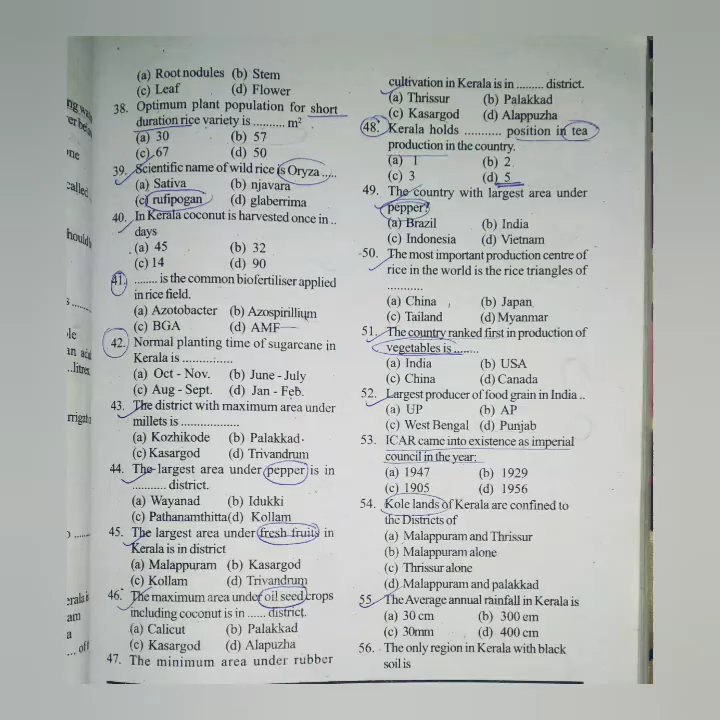 (a) Root nodules (b) Stem
(c) Leaf (d) Flower
38. Optimum plant population for short
duration rice variety is .......... m²
(a) 30 (b) 57
(c) 67 (d) 50
39. Scientific name of wild rice is Oryza .....
(a) Sativa (b) njavara
(c) rufipogan (d) glaberrima
40. In Kerala coconut is harvested once in ..
days
(a) 45 (b) 32
(c) 14 (d) 90
41. ........ is the common biofertiliser applied
in rice field.
(a) Azotobacter (b) Azospirillium
(c) BGA (d) AMF
42. Normal planting time of sugarcane in
Kerala is ..............
(a) Oct - Nov. (b) June - July
(c) Aug - Sept. (d) Jan - Feb.
43. The district with maximum area under
millets is ...................
(a) Kozhikode (b) Palakkad
(c) Kasargod (d) Trivandrum
44. The largest area under pepper is in
........... district.
(a) Wayanad (b) Idukki
(c) Pathanamthitta (d) Kollam
45. The largest area under fresh fruits in
Kerala is in district
(a) Malappuram (b) Kasargod
(c) Kollam (d) Trivandrum
46. The maximum area under oil seed crops
including coconut is in ...... district.
(a) Calicut (b) Palakkad
(c) Kasargod (d) Alapuzha
47. The minimum area under rubber
cultivation in Kerala is in ......... district.
(a) Thrissur (b) Palakkad
(c) Kasargod (d) Alappuzha
48. Kerala holds ........... position in tea
production in the country.
(a) 1 (b) 2
(c) 3 (d) 5
49. The country with largest area under
pepper?
(a) Brazil (b) India
(c) Indonesia (d) Vietnam
50. The most important production centre of
rice in the world is the rice triangles of
...........
(a) China (b) Japan
(c) Tailand (d) Myanmar
51. The country ranked first in production of
vegetables is ........
(a) India (b) USA
(c) China (d) Canada
52. Largest producer of food grain in India ..
(a) UP (b) AP
(c) West Bengal (d) Punjab
53. ICAR came into existence as imperial
council in the year:
(a) 1947 (b) 1929
(c) 1905 (d) 1956
54. Kole lands of Kerala are confined to
the Districts of
(a) Malappuram and Thrissur
(b) Malappuram alone
(c) Thrissur alone
(d) Malappuram and palakkad
55. The Average annual rainfall in Kerala is
(a) 30 cm (b) 300 cm
(c) 30mm (d) 400 cm
56. The only region in Kerala with black
soil is